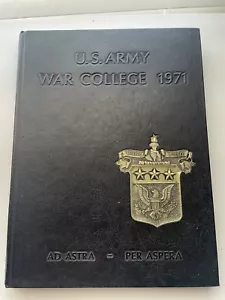 U.S. ARMY
WAR COLLEGE 1971
AD ASTRA - PER ASPERA